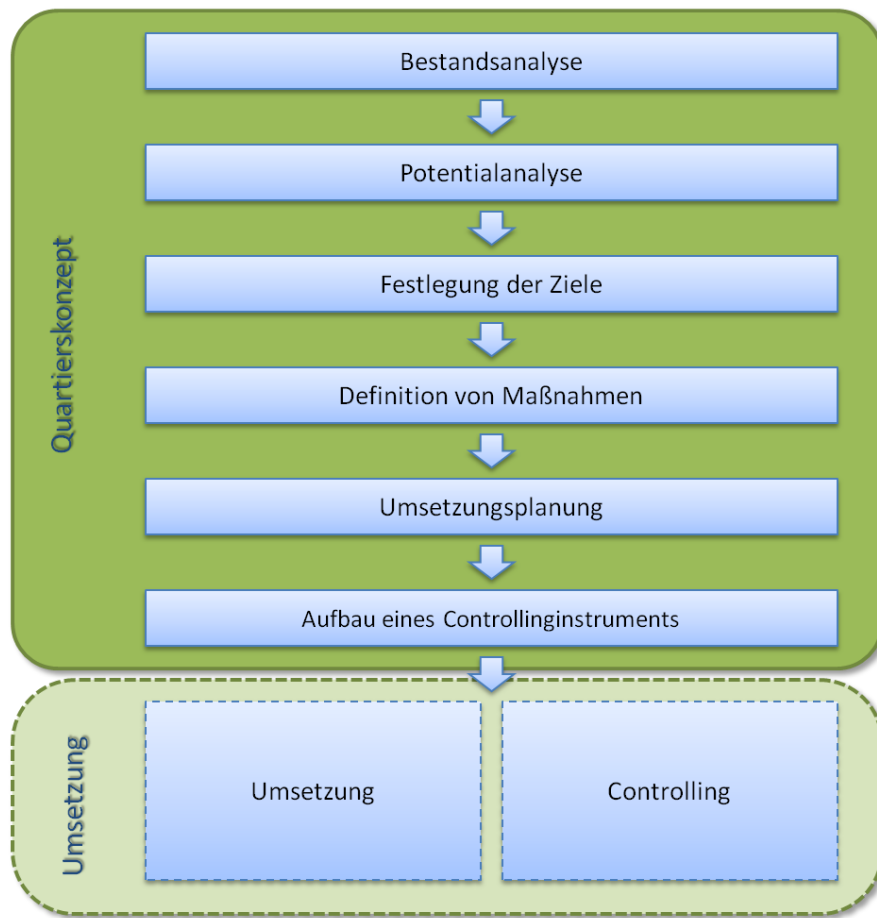 Quartierskonzept
Bestandsanalyse
Potentialanalyse
Festlegung der Ziele
Definition von Maßnahmen
Umsetzungsplanung
Aufbau eines Controllinginstruments
Umsetzung
Umsetzung
Controlling